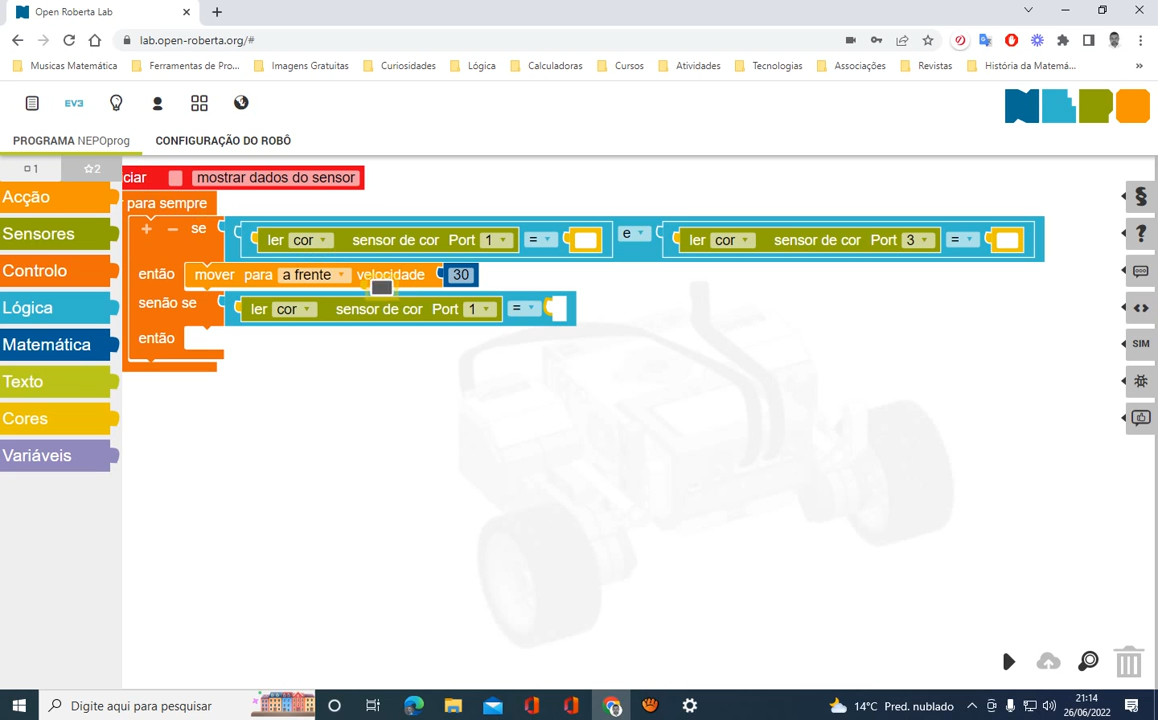 Open Roberta Lab
lab.open-roberta.org/#
Musicas Matemática
Ferramentas de Pro...
Imagens Gratuitas
Curiosidades
Lógica
Calculadoras
Cursos
Atividades
Tecnologias
Associações
Revistas
História da Matemá...
»
EV3
PROGRAMA NEPOprog
CONFIGURAÇÃO DO ROBÔ
1
2
ciar mostrar dados do sensor
Acção
para sempre
+ − se ler cor sensor de cor Port 1 = e ler cor sensor de cor Port 3 =
Sensores
Controlo
então mover para a frente velocidade 30
Lógica
senão se ler cor sensor de cor Port 1 =
então
Matemática
Texto
Cores
Variáveis
§
?
<>
SIM
Digite aqui para pesquisar
14°C Pred. nublado
21:14
26/06/2022